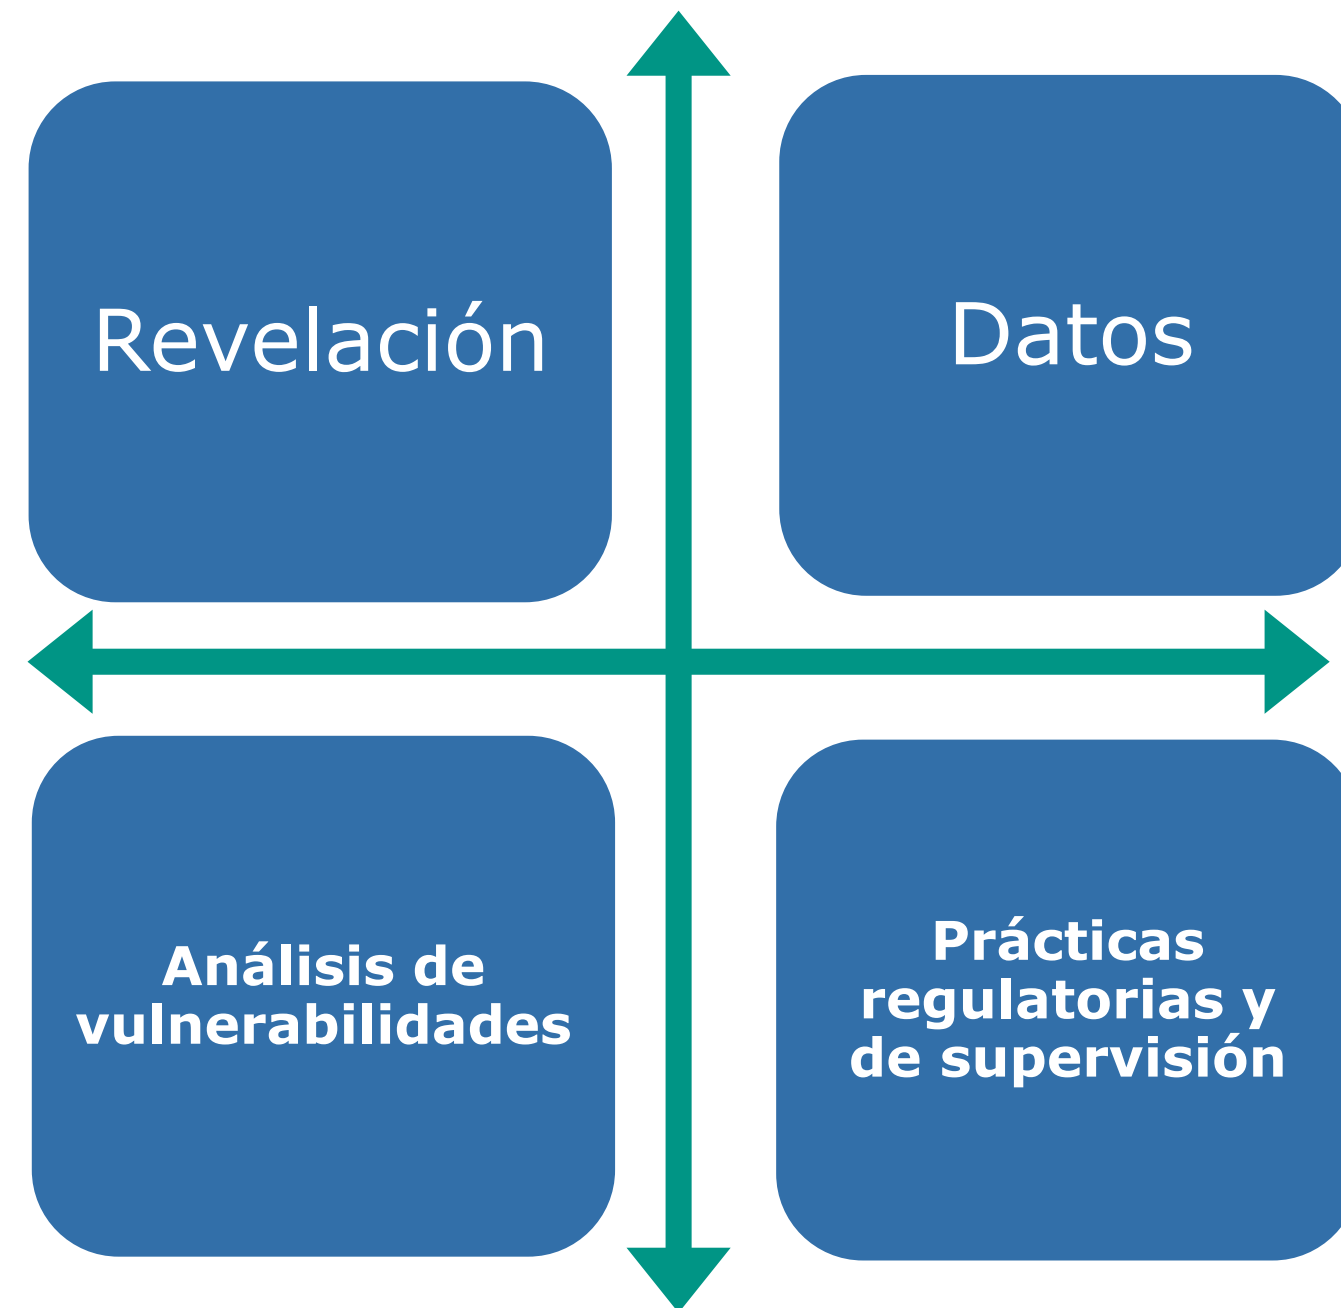 Revelación
Datos
Análisis de
vulnerabilidades
Prácticas
regulatorias y
de supervisión